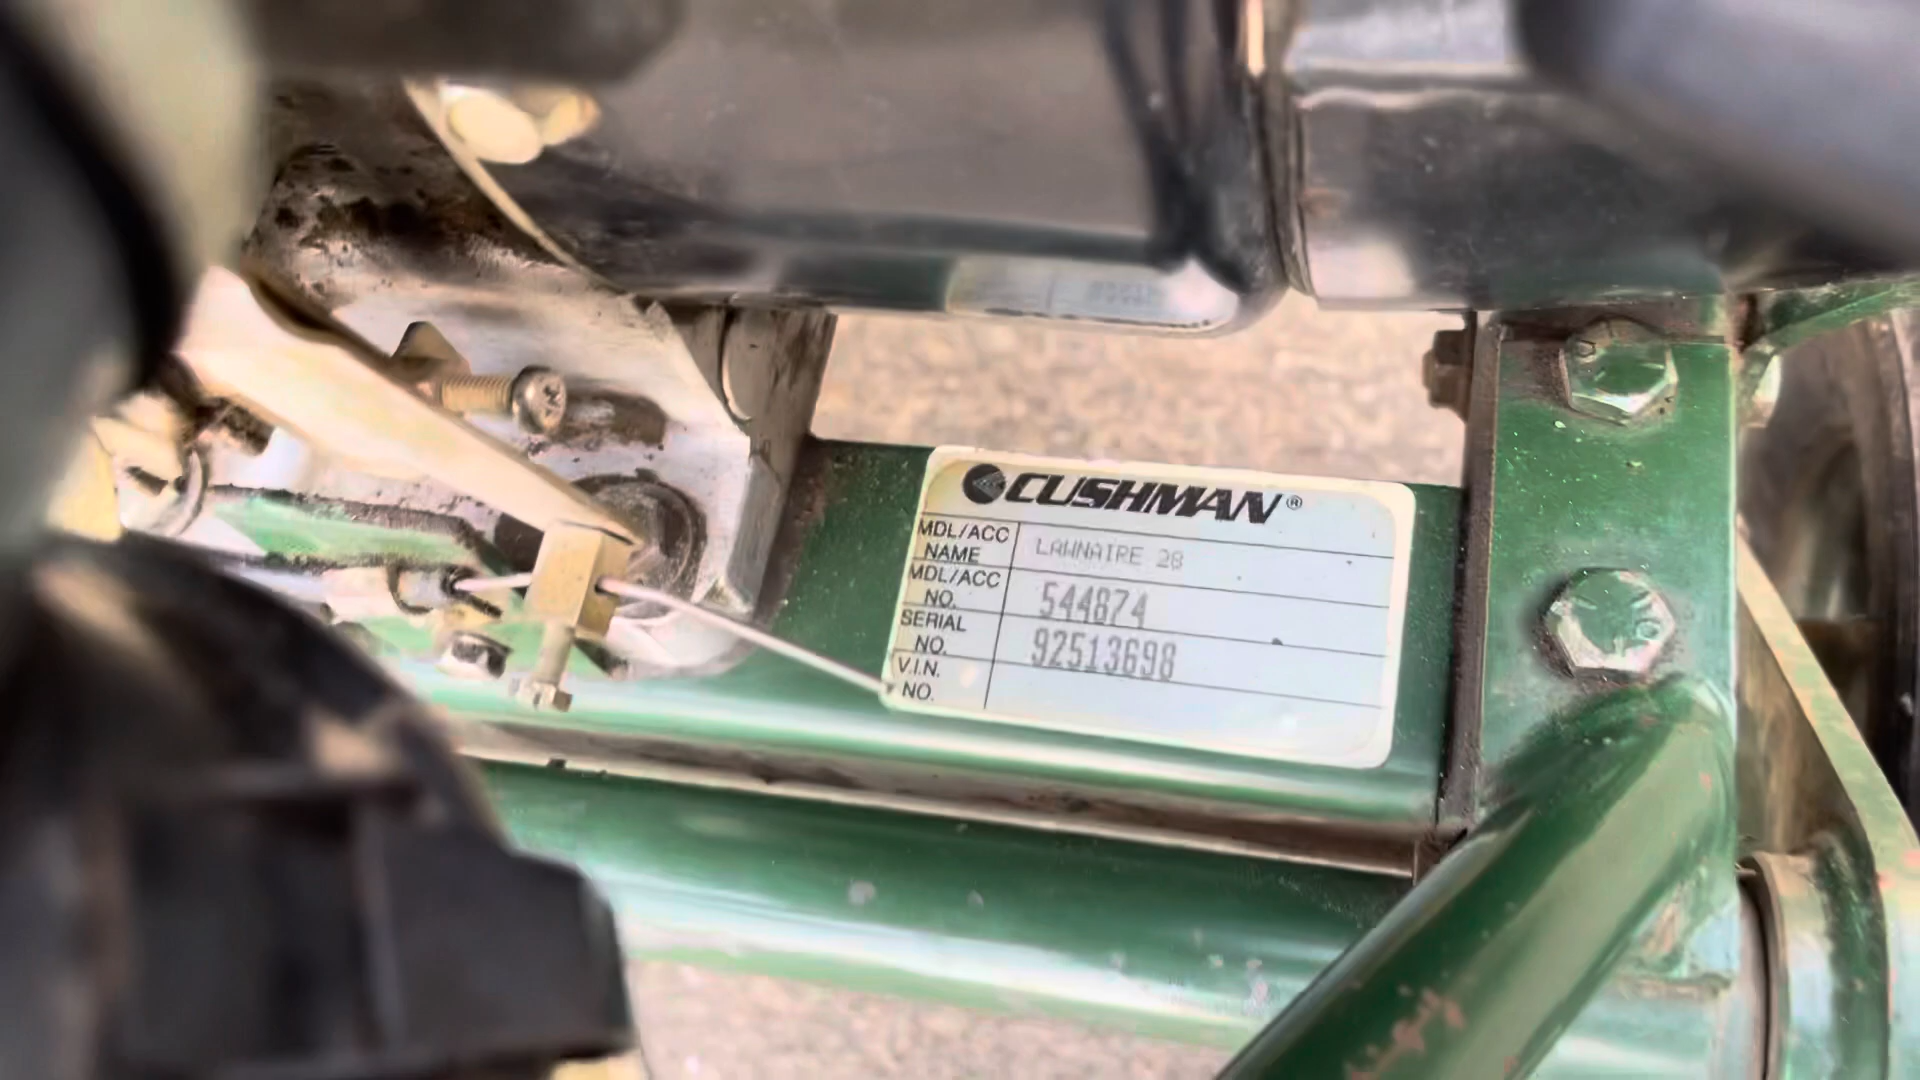 CUSHMAN®
MDL/ACC NAME LAWNAIRE 28
MDL/ACC NO. 544874
SERIAL NO. 92513698
V.I.N. NO.